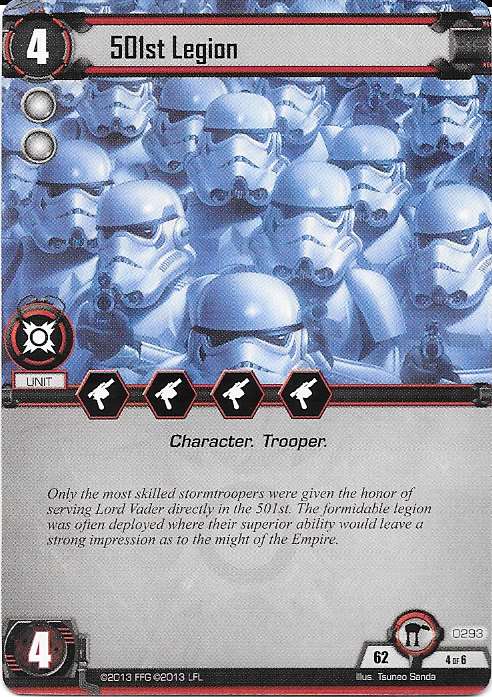 4
501st Legion
UNIT
Character. Trooper.
Only the most skilled stormtroopers were given the honor of
serving Lord Vader directly in the 501st. The formidable legion
was often deployed where their superior ability would leave a
strong impression as to the might of the Empire.
4
0293
62
4 OF 6
©2013 FFG ©2013 LFL
Illus. Tsuneo Sanda